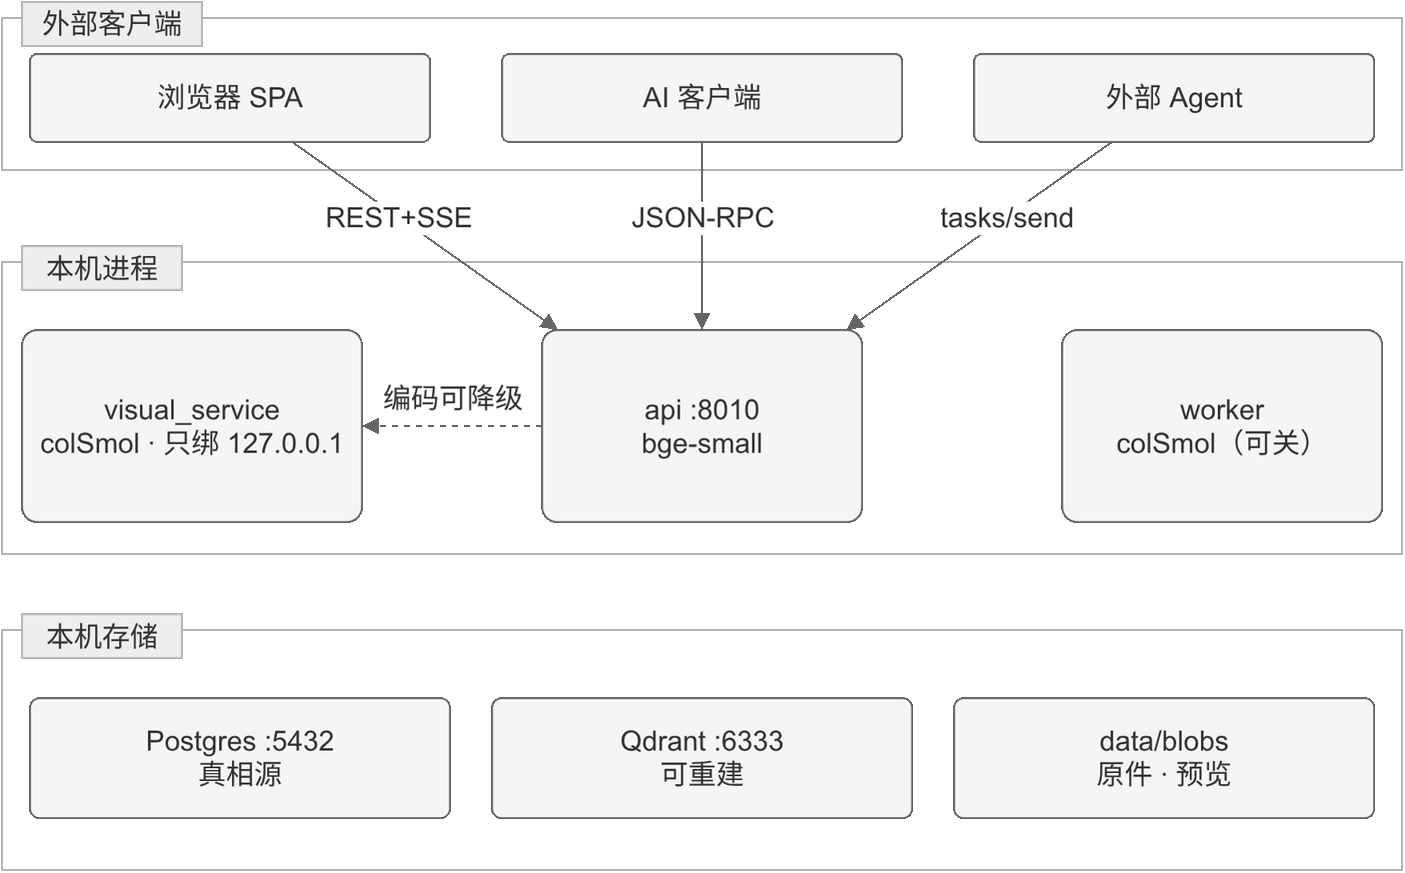 外部客户端
浏览器 SPA
AI 客户端
外部 Agent
REST+SSE
JSON-RPC
tasks/send
本机进程
visual_service
colSmol · 只绑 127.0.0.1
编码可降级
api :8010
bge-small
worker
colSmol（可关）
本机存储
Postgres :5432
真相源
Qdrant :6333
可重建
data/blobs
原件 · 预览